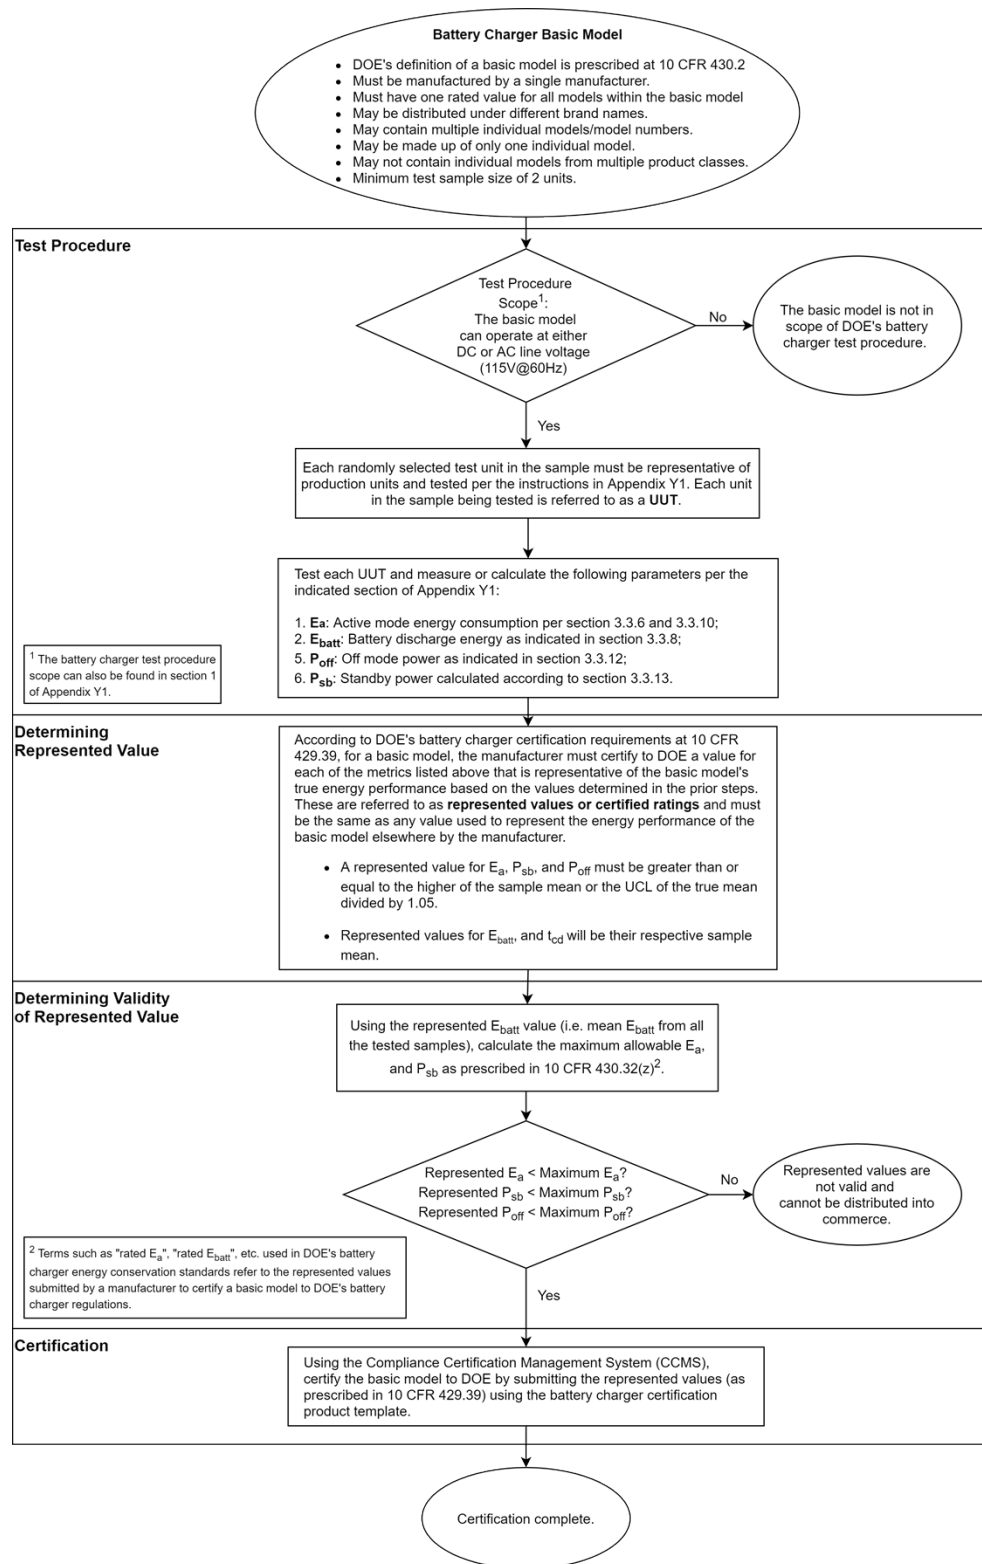 Battery Charger Basic Model
• DOE's definition of a basic model is prescribed at 10 CFR 430.2
• Must be manufactured by a single manufacturer.
• Must have one rated value for all models within the basic model
• May be distributed under different brand names.
• May contain multiple individual models/model numbers.
• May be made up of only one individual model.
• May not contain individual models from multiple product classes.
• Minimum test sample size of 2 units.
Test Procedure
Test Procedure
Scope1:
The basic model
can operate at either
DC or AC line voltage
(115V@60Hz)
No
The basic model is not in
scope of DOE's battery
charger test procedure.
Yes
Each randomly selected test unit in the sample must be representative of
production units and tested per the instructions in Appendix Y1. Each unit
in the sample being tested is referred to as a UUT.
Test each UUT and measure or calculate the following parameters per the
indicated section of Appendix Y1:
1. Ea: Active mode energy consumption per section 3.3.6 and 3.3.10;
2. Ebatt: Battery discharge energy as indicated in section 3.3.8;
5. Poff: Off mode power as indicated in section 3.3.12;
6. Psb: Standby power calculated according to section 3.3.13.
1 The battery charger test procedure
scope can also be found in section 1
of Appendix Y1.
Determining
Represented Value
According to DOE's battery charger certification requirements at 10 CFR
429.39, for a basic model, the manufacturer must certify to DOE a value for
each of the metrics listed above that is representative of the basic model's
true energy performance based on the values determined in the prior steps.
These are referred to as represented values or certified ratings and must
be the same as any value used to represent the energy performance of the
basic model elsewhere by the manufacturer.
• A represented value for Ea, Psb, and Poff must be greater than or
equal to the higher of the sample mean or the UCL of the true mean
divided by 1.05.
• Represented values for Ebatt, and tcd will be their respective sample
mean.
Determining Validity
of Represented Value
Using the represented Ebatt value (i.e. mean Ebatt from all
the tested samples), calculate the maximum allowable Ea,
and Psb as prescribed in 10 CFR 430.32(z)2.
Represented Ea < Maximum Ea?
Represented Psb < Maximum Psb?
Represented Poff < Maximum Poff?
No
Represented values are
not valid and
cannot be distributed into
commerce.
2 Terms such as "rated Ea", "rated Ebatt", etc. used in DOE's battery
charger energy conservation standards refer to the represented values
submitted by a manufacturer to certify a basic model to DOE's battery
charger regulations.
Yes
Certification
Using the Compliance Certification Management System (CCMS),
certify the basic model to DOE by submitting the represented values (as
prescribed in 10 CFR 429.39) using the battery charger certification
product template.
Certification complete.